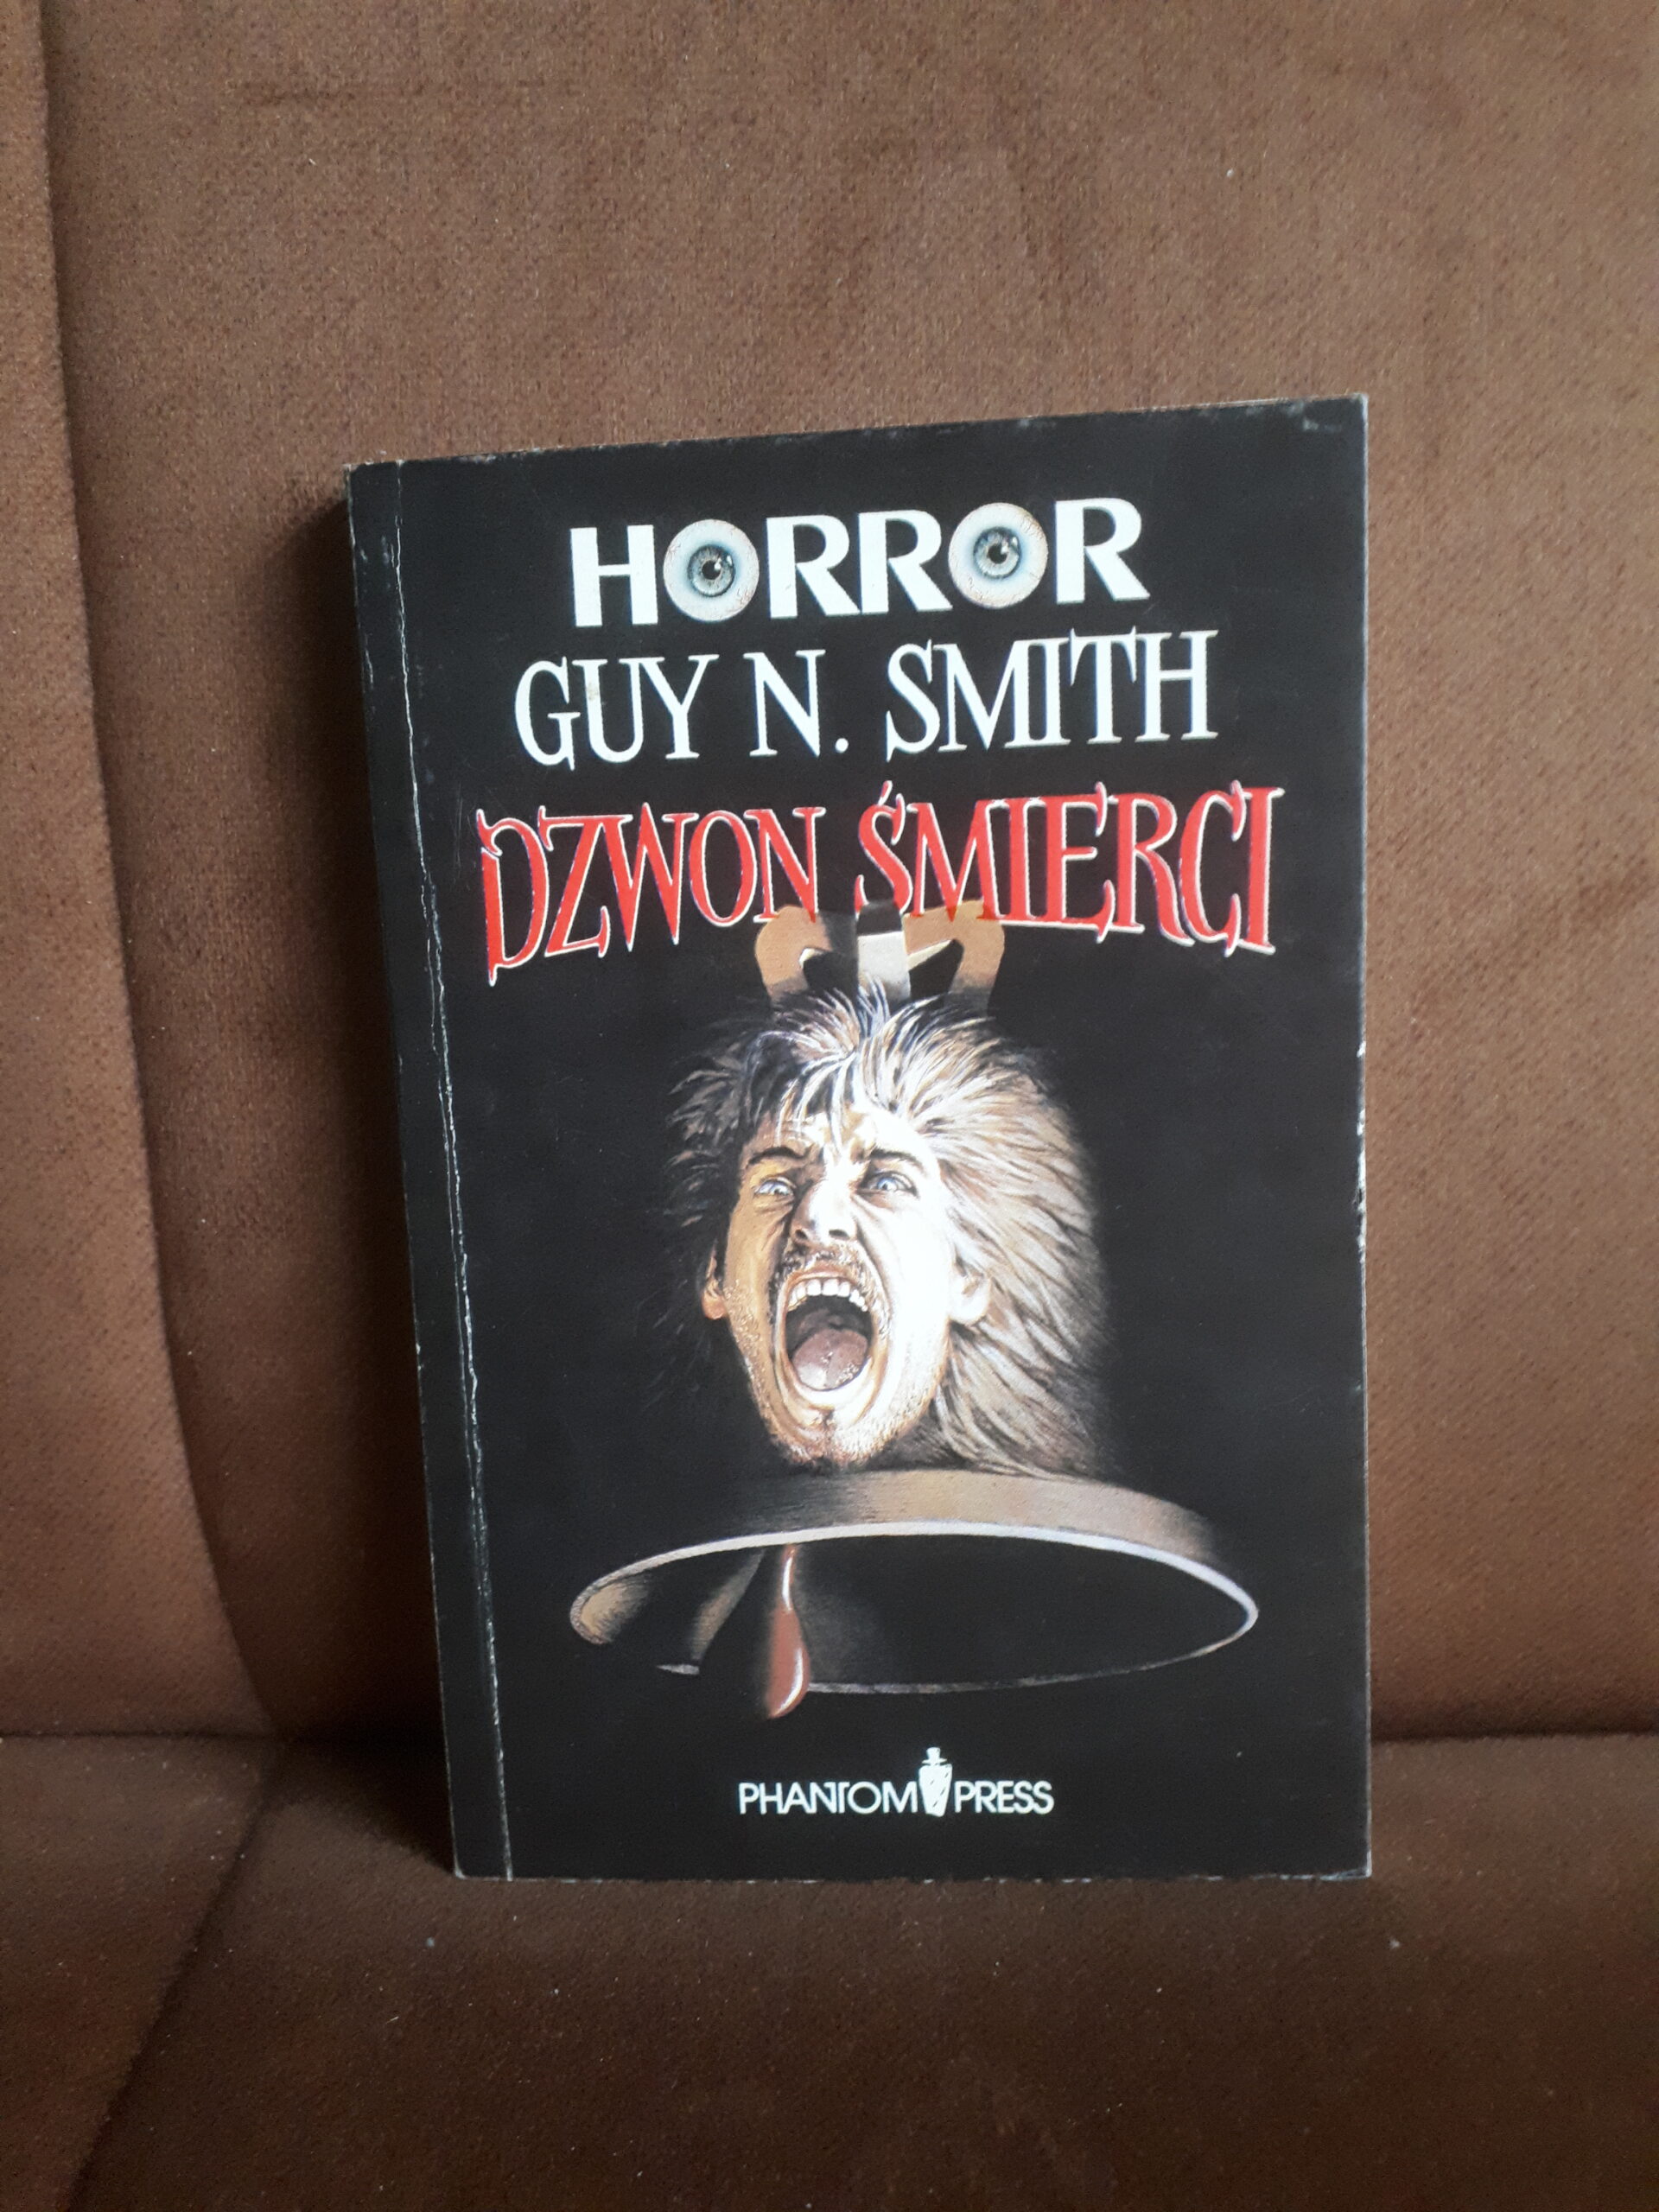 HORROR
GUY N. SMITH
DZWON ŚMIERCI
PHANTOM PRESS